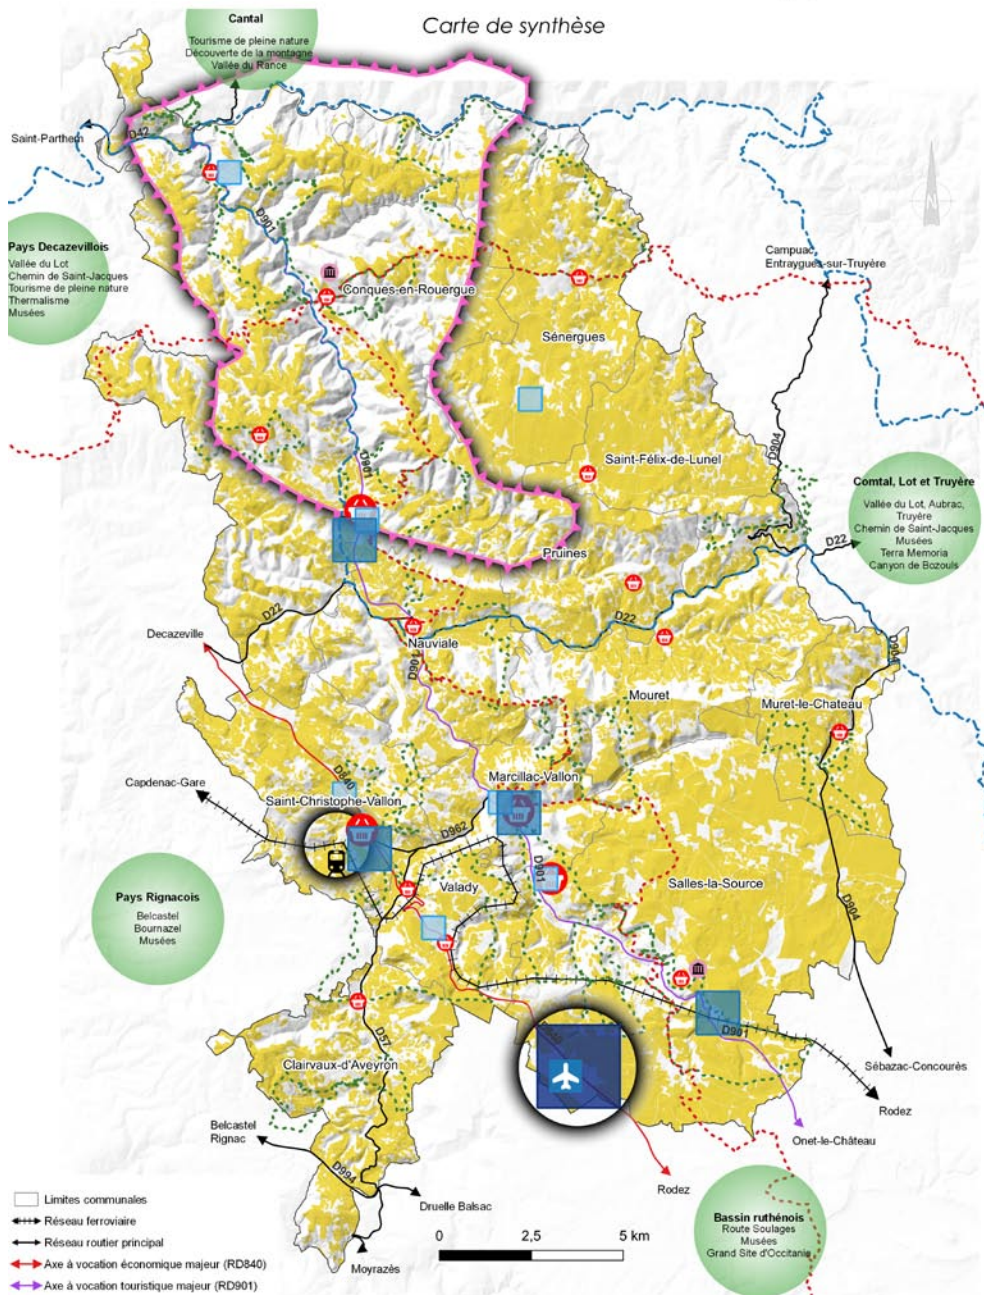 Carte de synthèse
Cantal
Tourisme de pleine nature
Découverte de la montagne
Vallée du Rance
Saint-Parthem
D42
D901
Pays Decazevillois
Vallée du Lot
Chemin de Saint-Jacques
Tourisme de pleine nature
Thermalisme
Musées
Campuac
Entraygues-sur-Truyère
Conques-en-Rouergue
Sénergues
D904
D901
Saint-Félix-de-Lunel
Comtal, Lot et Truyère
Vallée du Lot, Aubrac,
Truyère
Chemin de Saint-Jacques
Musées
Terra Memoria
Canyon de Bozouls
D22
Pruines
D22
D22
Decazeville
Nauviale
D901
D904
Mouret
Muret-le-Chateau
Capdenac-Gare
D840
Marcillac-Vallon
Saint-Christophe-Vallon
D962
D901
Valady
Salles-la-Source
D904
Pays Rignacois
Belcastel
Bournazel
Musées
D901
D57
Clairvaux-d'Aveyron
Sébazac-Concourès
Rodez
Belcastel
Rignac
Onet-le-Château
D994
Rodez
Druelle Balsac
Moyrazès
Bassin ruthénois
Route Soulages
Musées
Grand Site d'Occitanie
Limites communales
Réseau ferroviaire
Réseau routier principal
Axe à vocation économique majeur (RD840)
Axe à vocation touristique majeur (RD901)
0 2,5 5 km